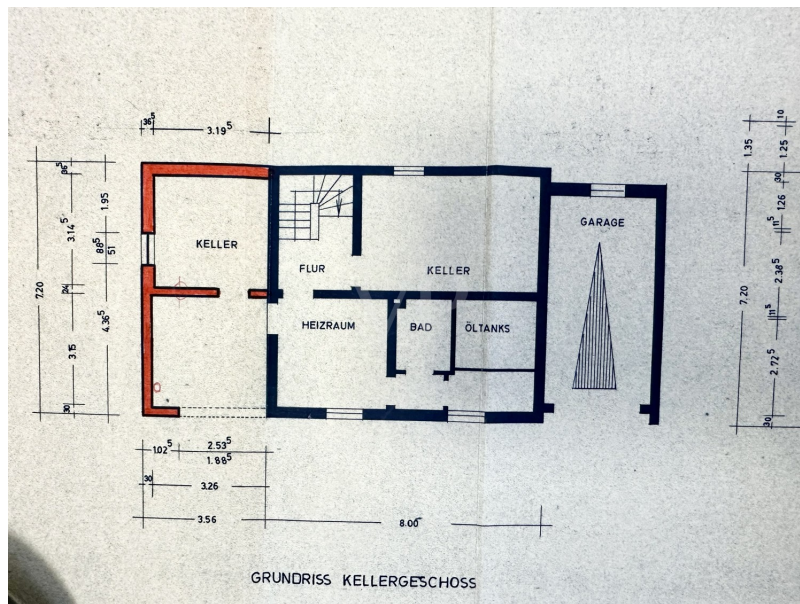 36⁵ 3.19⁵
10
1.35 1.25
36⁵ 30
1.95 1.26
3.14⁵ KELLER GARAGE 11⁵
88⁵
51
FLUR KELLER 2.38⁵
7.20 24 7.20
4.36⁵ HEIZRAUM BAD ÖLTANKS 11⁵
3.15 2.72⁵
30 30
1.02⁵ 2.53⁵
1.88⁵
30 3.26
3.56 8.00
GRUNDRISS KELLERGESCHOSS